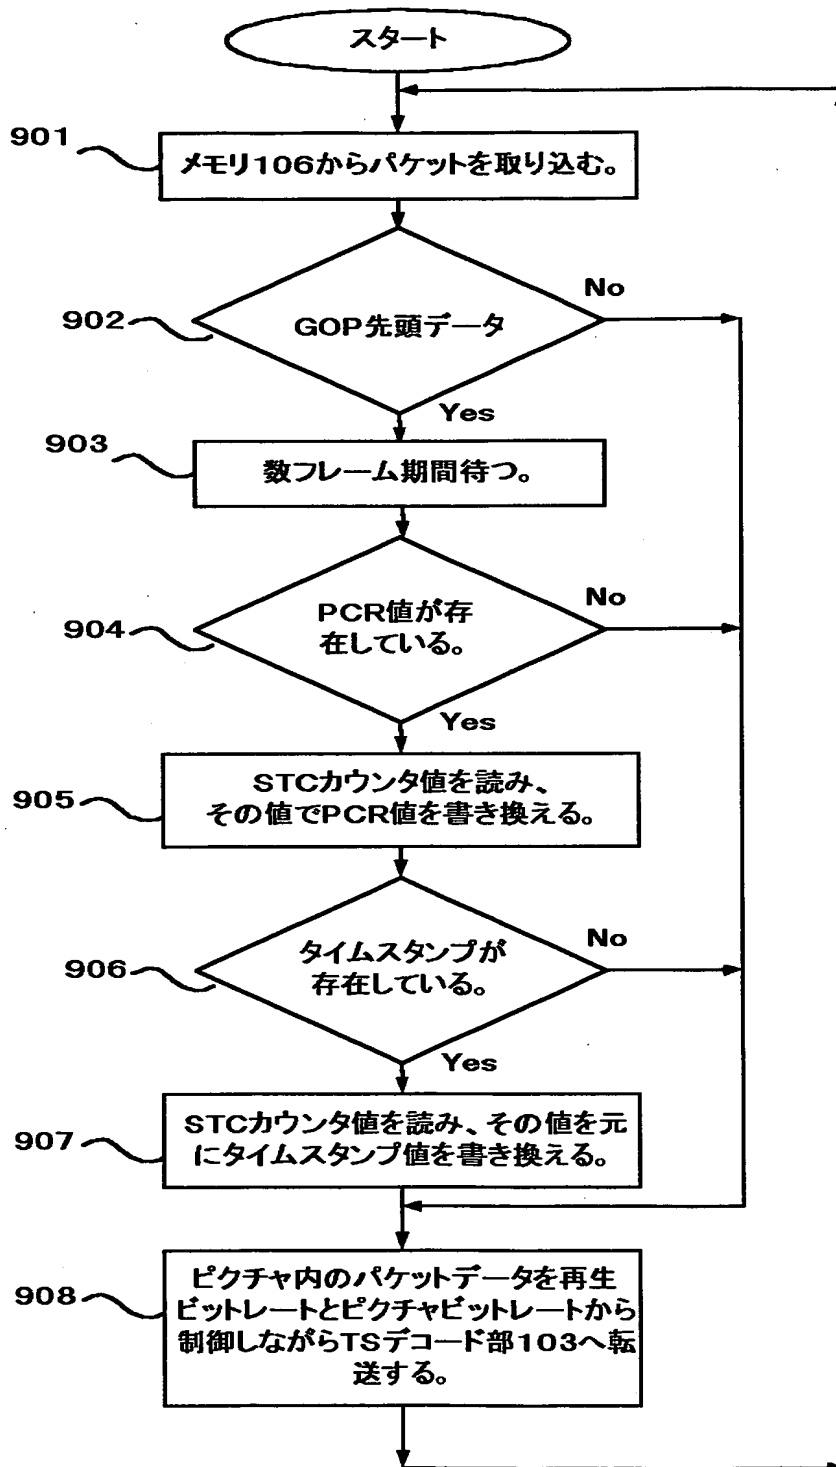 スタート
901
メモリ106からパケットを取り込む。
No
902
GOP先頭データ
Yes
903
数フレーム期間待つ。
No
904
PCR値が存
在している。
Yes
905
STCカウンタ値を読み、
その値でPCR値を書き換える。
No
906
タイムスタンプが
存在している。
Yes
907
STCカウンタ値を読み、その値を元
にタイムスタンプ値を書き換える。
908
ピクチャ内のパケットデータを再生
ビットレートとピクチャビットレートから
制御しながらTSデコード部103へ転
送する。